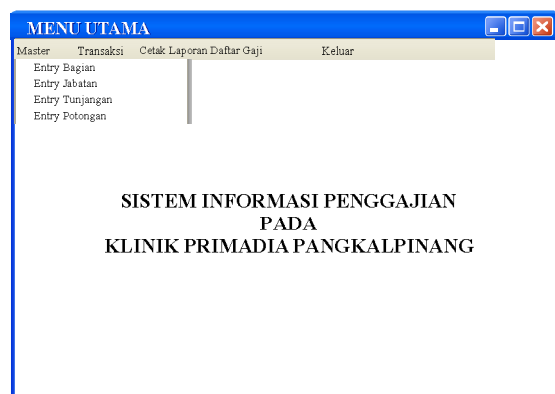 MENU UTAMA
Master Transaksi Cetak Laporan Daftar Gaji Keluar
Entry Bagian
Entry Jabatan
Entry Tunjangan
Entry Potongan
SISTEM INFORMASI PENGGAJIAN
PADA
KLINIK PRIMADIA PANGKALPINANG